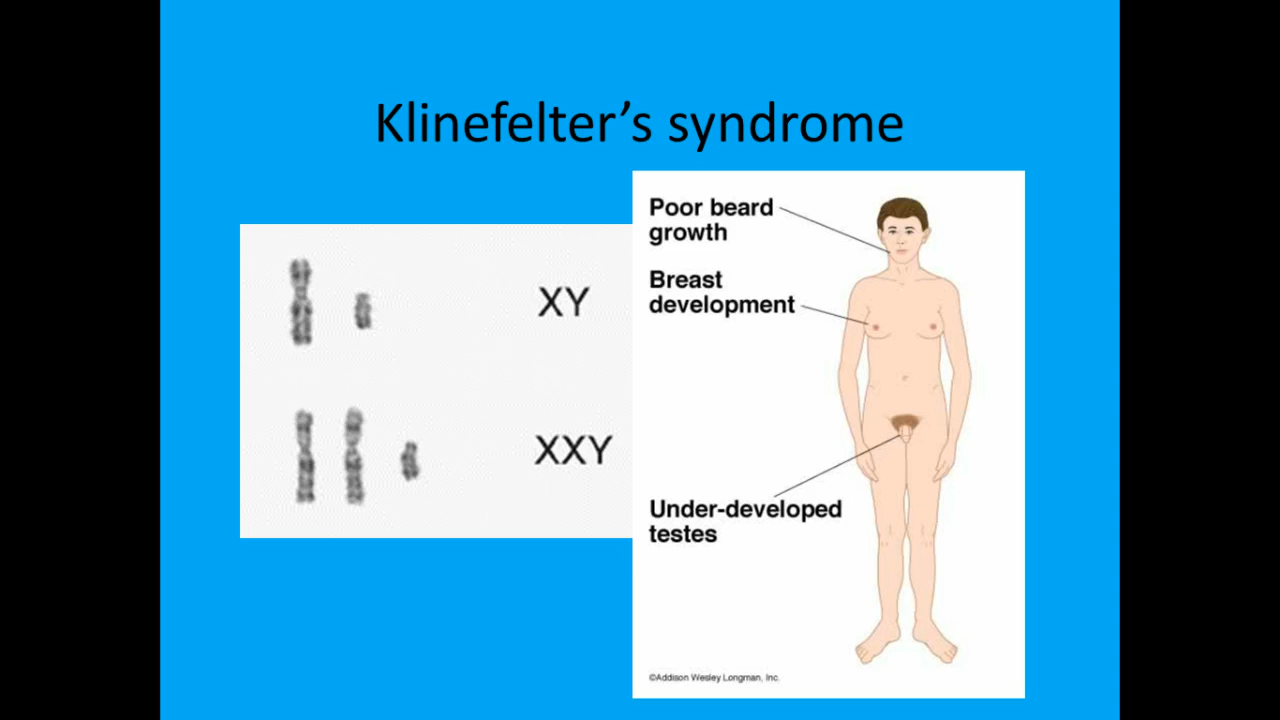 Klinefelter’s syndrome
XY
XXY
Poor beard
growth
Breast
development
Under-developed
testes
©Addison Wesley Longman, Inc.